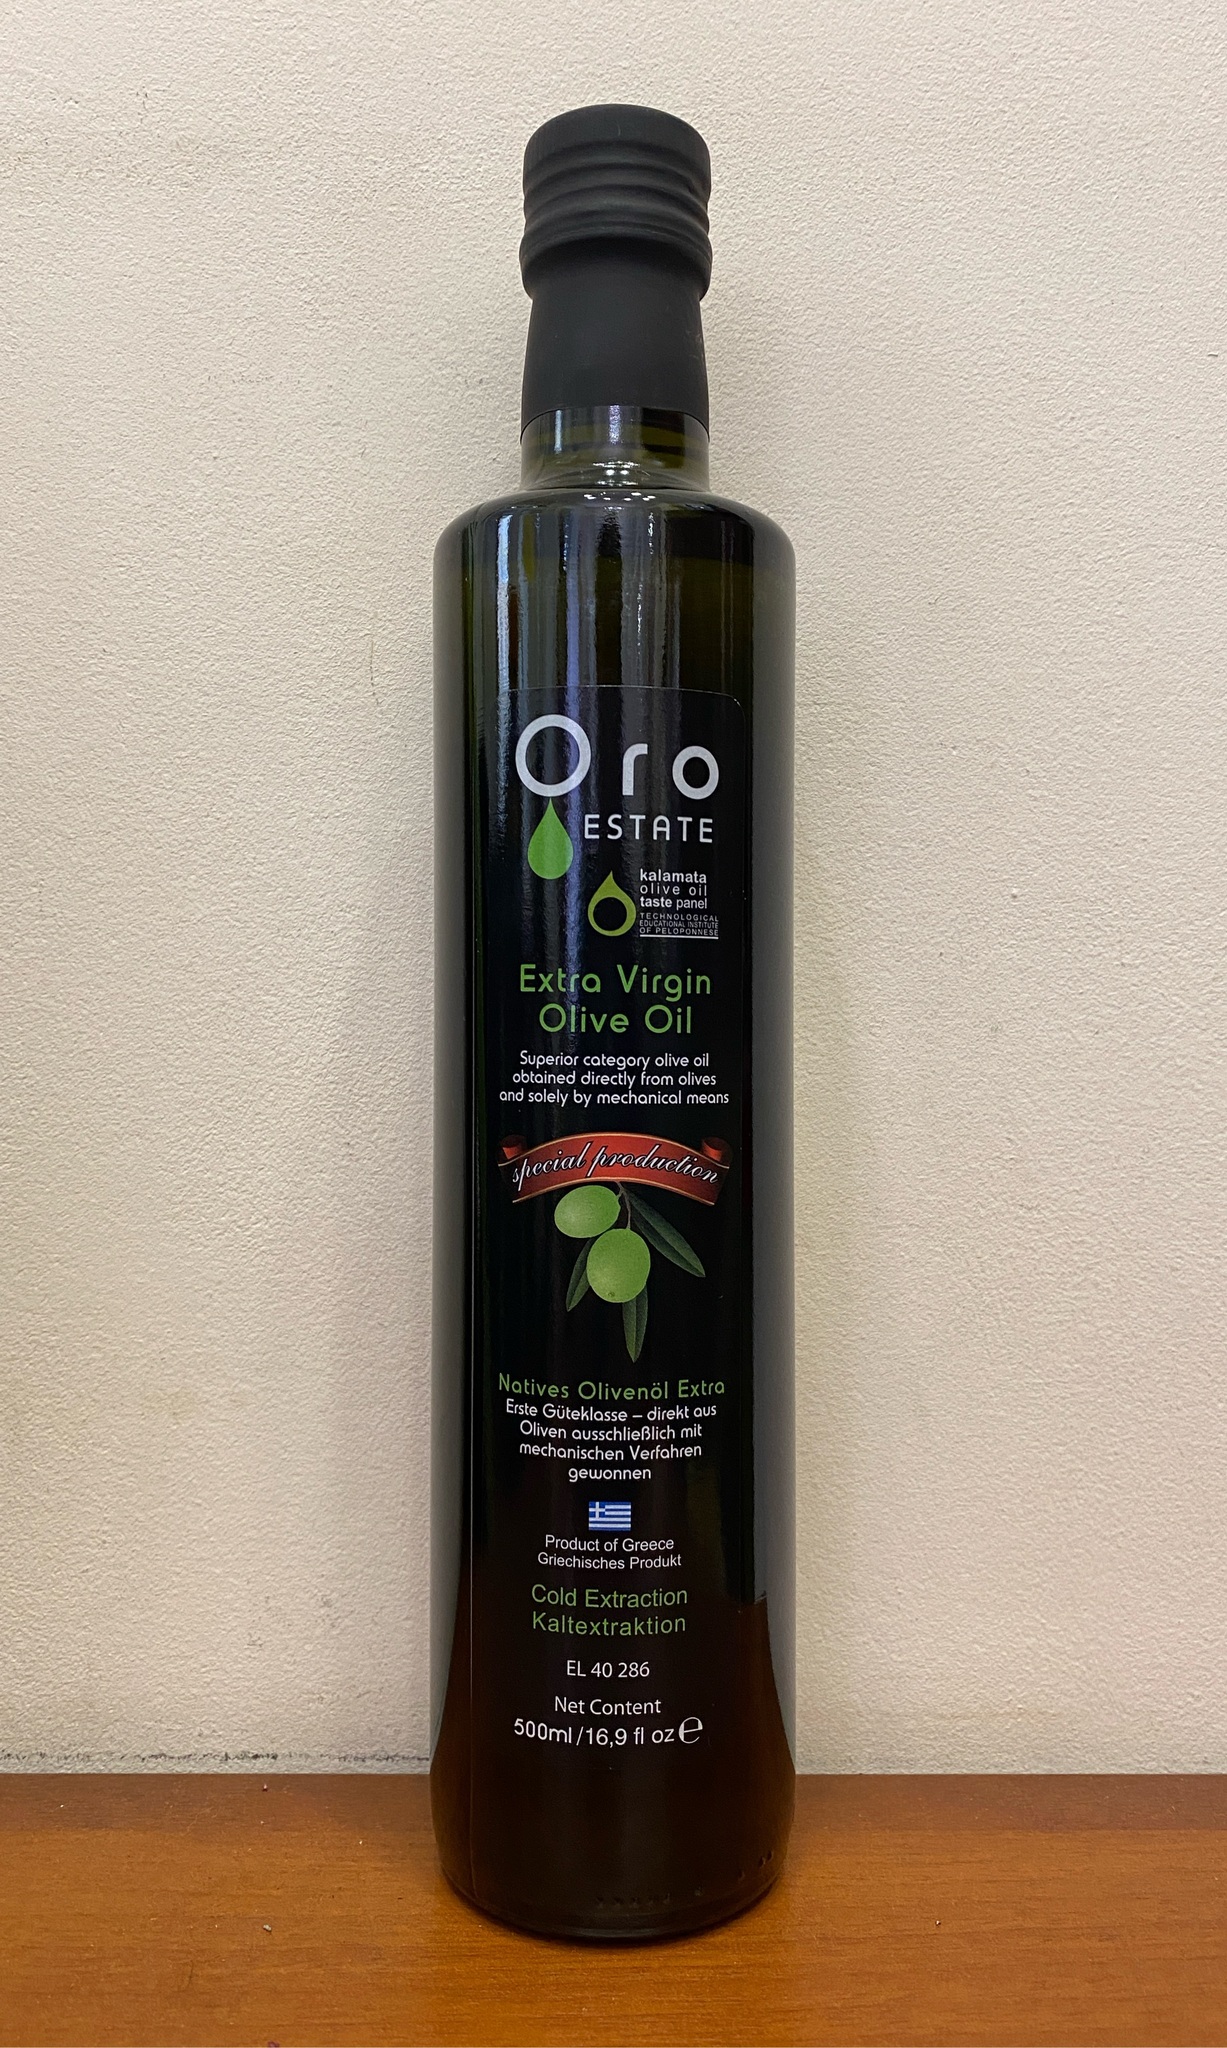 Oro
ESTATE
kalamata
olive oil
taste panel
TECHNOLOGICAL
EDUCATIONAL INSTITUTE
OF PELOPONNESE
Extra Virgin
Olive Oil
Superior category olive oil
obtained directly from olives
and solely by mechanical means
special production
Natives Olivenöl Extra
Erste Güteklasse – direkt aus
Oliven ausschließlich mit
mechanischen Verfahren
gewonnen
Product of Greece
Griechisches Produkt
Cold Extraction
Kaltextraktion
EL 40 286
Net Content
500ml/16,9 fl oz ℮